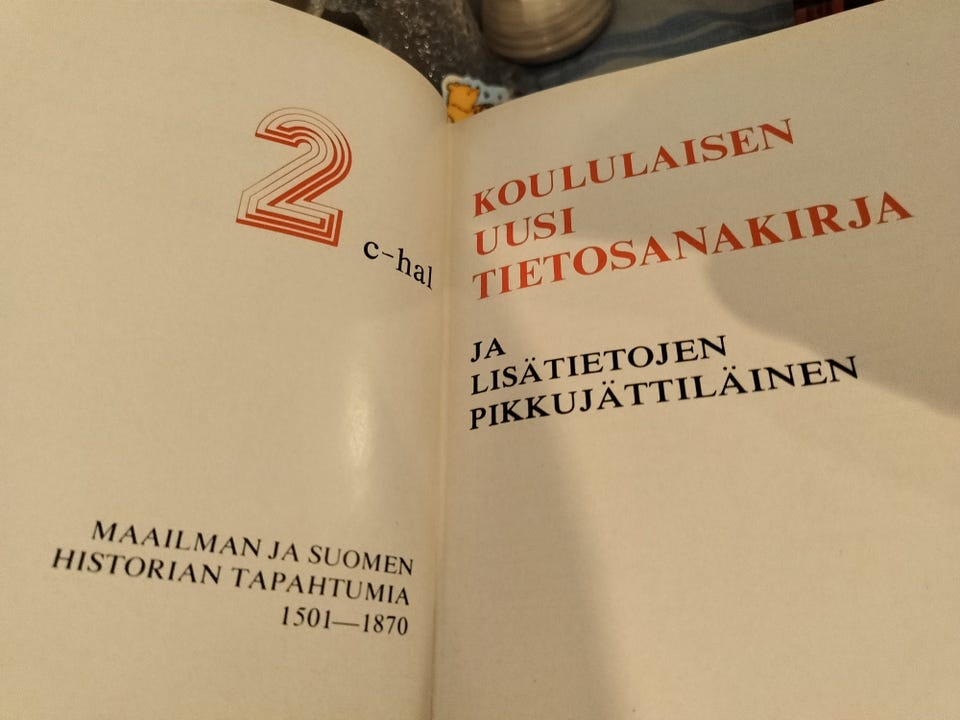 2
c-hal
MAAILMAN JA SUOMEN
HISTORIAN TAPAHTUMIA
1501—1870
KOULULAISEN
UUSI
TIETOSANAKIRJA
JA
LISÄTIETOJEN
PIKKUJÄTTILÄINEN